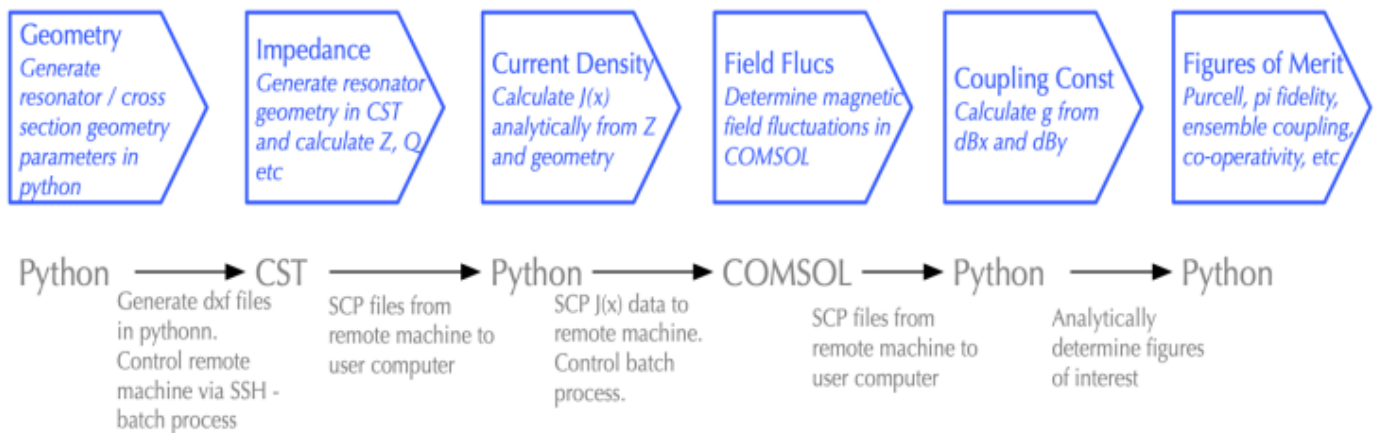 Geometry
Generate
resonator / cross
section geometry
parameters in
python
Impedance
Generate resonator
geometry in CST
and calculate Z, Q
etc
Current Density
Calculate J(x)
analytically from Z
and geometry
Field Flucs
Determine magnetic
field fluctuations in
COMSOL
Coupling Const
Calculate g from
dBx and dBy
Figures of Merit
Purcell, pi fidelity,
ensemble coupling,
co-operativity, etc
Python
CST
Python
COMSOL
Python
Python
Generate dxf files
in pythonn.
Control remote
machine via SSH -
batch process
SCP files from
remote machine to
user computer
SCP J(x) data to
remote machine.
Control batch
process.
SCP files from
remote machine to
user computer
Analytically
determine figures
of interest